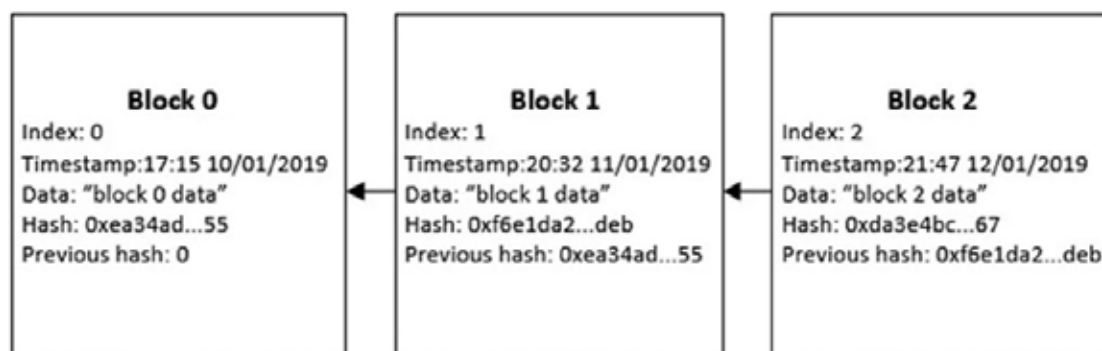 Block 0
Index: 0
Timestamp:17:15 10/01/2019
Data: “block 0 data”
Hash: 0xea34ad...55
Previous hash: 0
Block 1
Index: 1
Timestamp:20:32 11/01/2019
Data: “block 1 data”
Hash: 0xf6e1da2...deb
Previous hash: 0xea34ad...55
Block 2
Index: 2
Timestamp:21:47 12/01/2019
Data: “block 2 data”
Hash: 0xda3e4bc...67
Previous hash: 0xf6e1da2...deb